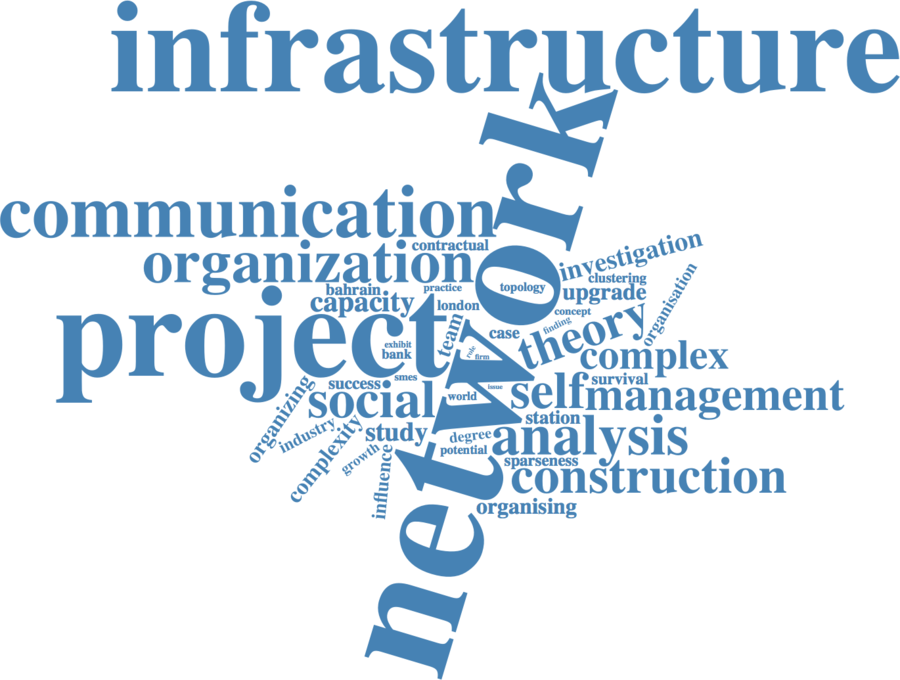 infrastructure
network
communication
contractual
organization
investigation
clustering
topology
bahrain
practice
upgrade
organisation
capacity
london
concept
project
team
case
finding
theory
exhibit
bank
role
firm
complex
smes
success
issue
survival
social
world
self
management
organizing
industry
complexity
study
station
degree
analysis
potential
growth
influence
sparseness
construction
organising